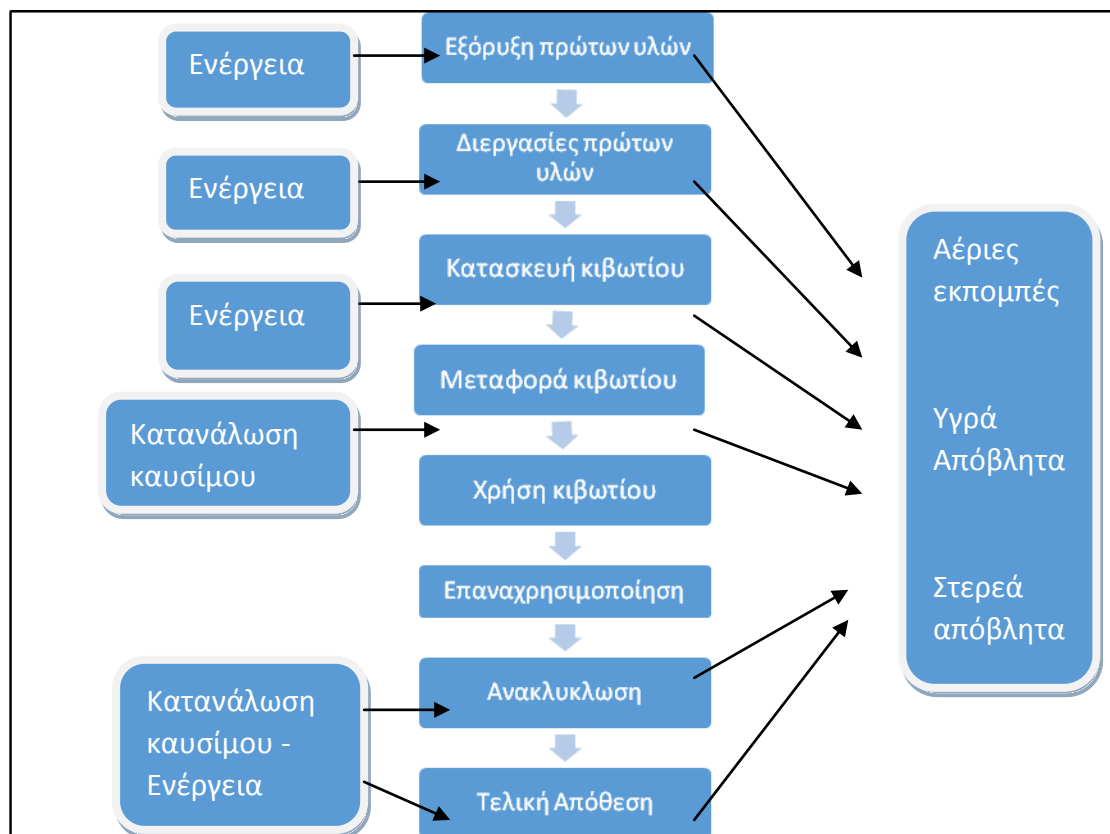 Ενέργεια
Εξόρυξη πρώτων υλών
Ενέργεια
Διεργασίες πρώτων
υλών
Ενέργεια
Κατασκευή κιβωτίου
Μεταφορά κιβωτίου
Κατανάλωση
καυσίμου
Χρήση κιβωτίου
Επαναχρησιμοποίηση
Κατανάλωση
καυσίμου -
Ενέργεια
Ανακλυκλωση
Τελική Απόθεση
Αέριες
εκπομπές
Υγρά
Απόβλητα
Στερεά
απόβλητα